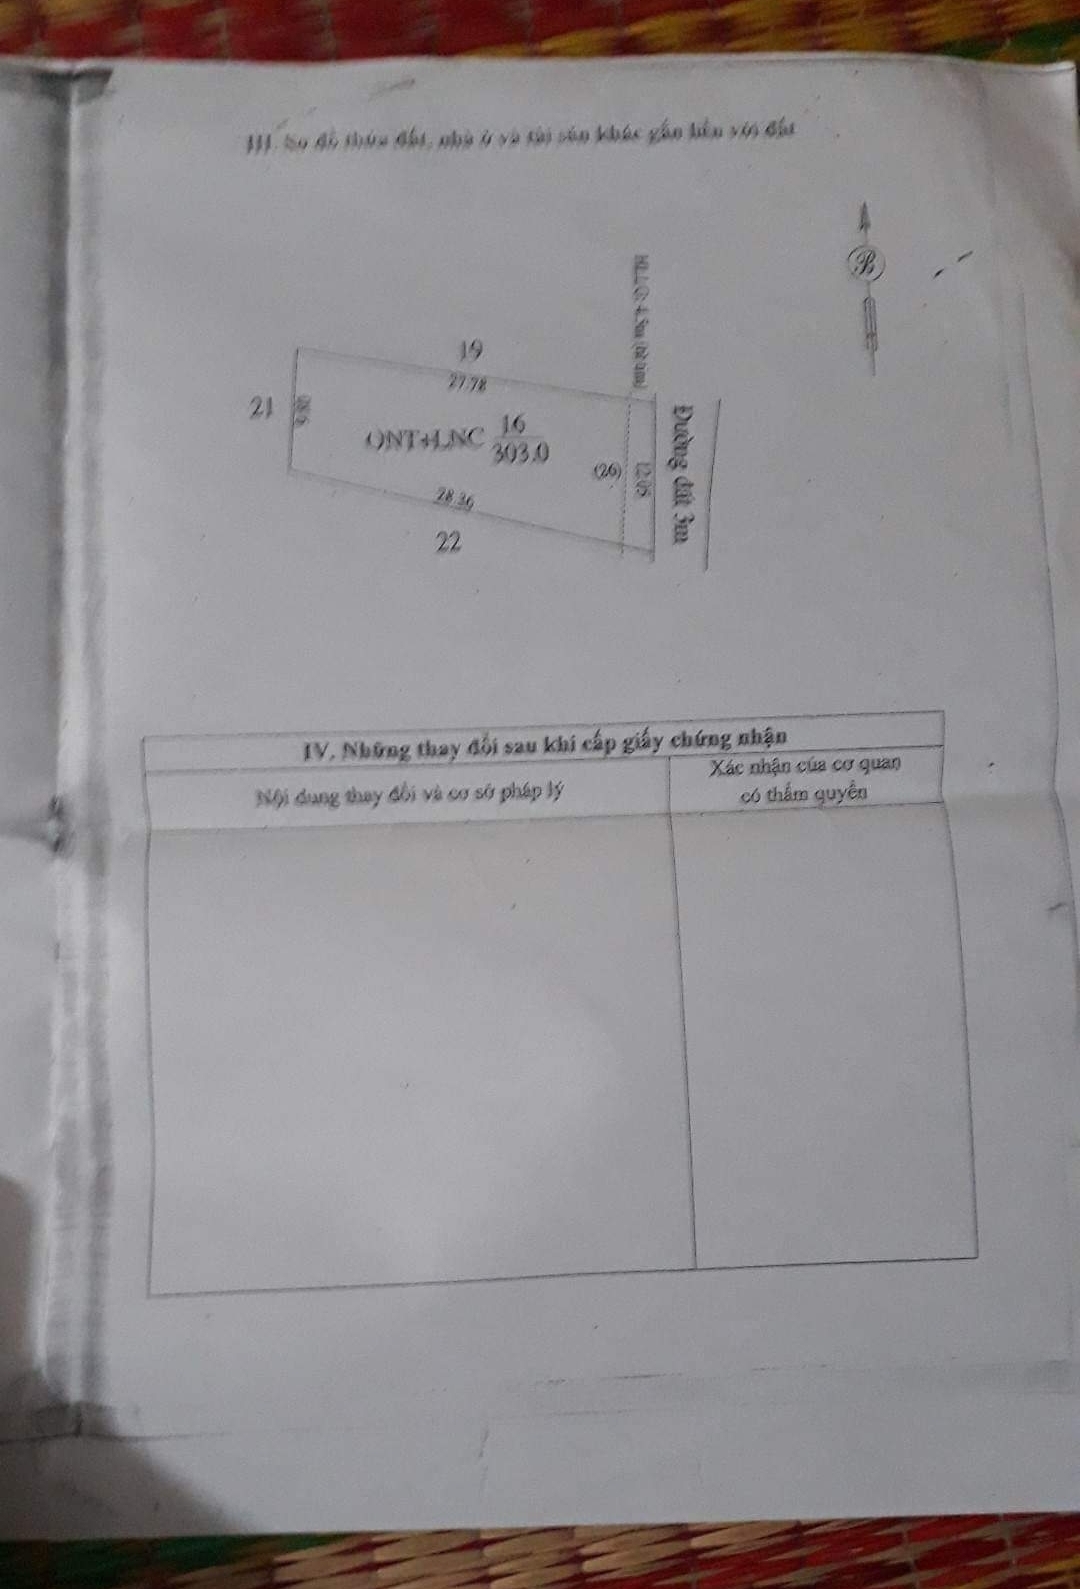 III. Sơ đồ thửa đất, nhà ở và tài sản khác gắn liền với đất
B
19
27.78
21
ONT+LNC 16
303.0
(26)
12.05
Đường đất 3m
28.36
22
IV. Những thay đổi sau khi cấp giấy chứng nhận
Nội dung thay đổi và cơ sở pháp lý
Xác nhận của cơ quan
có thẩm quyền